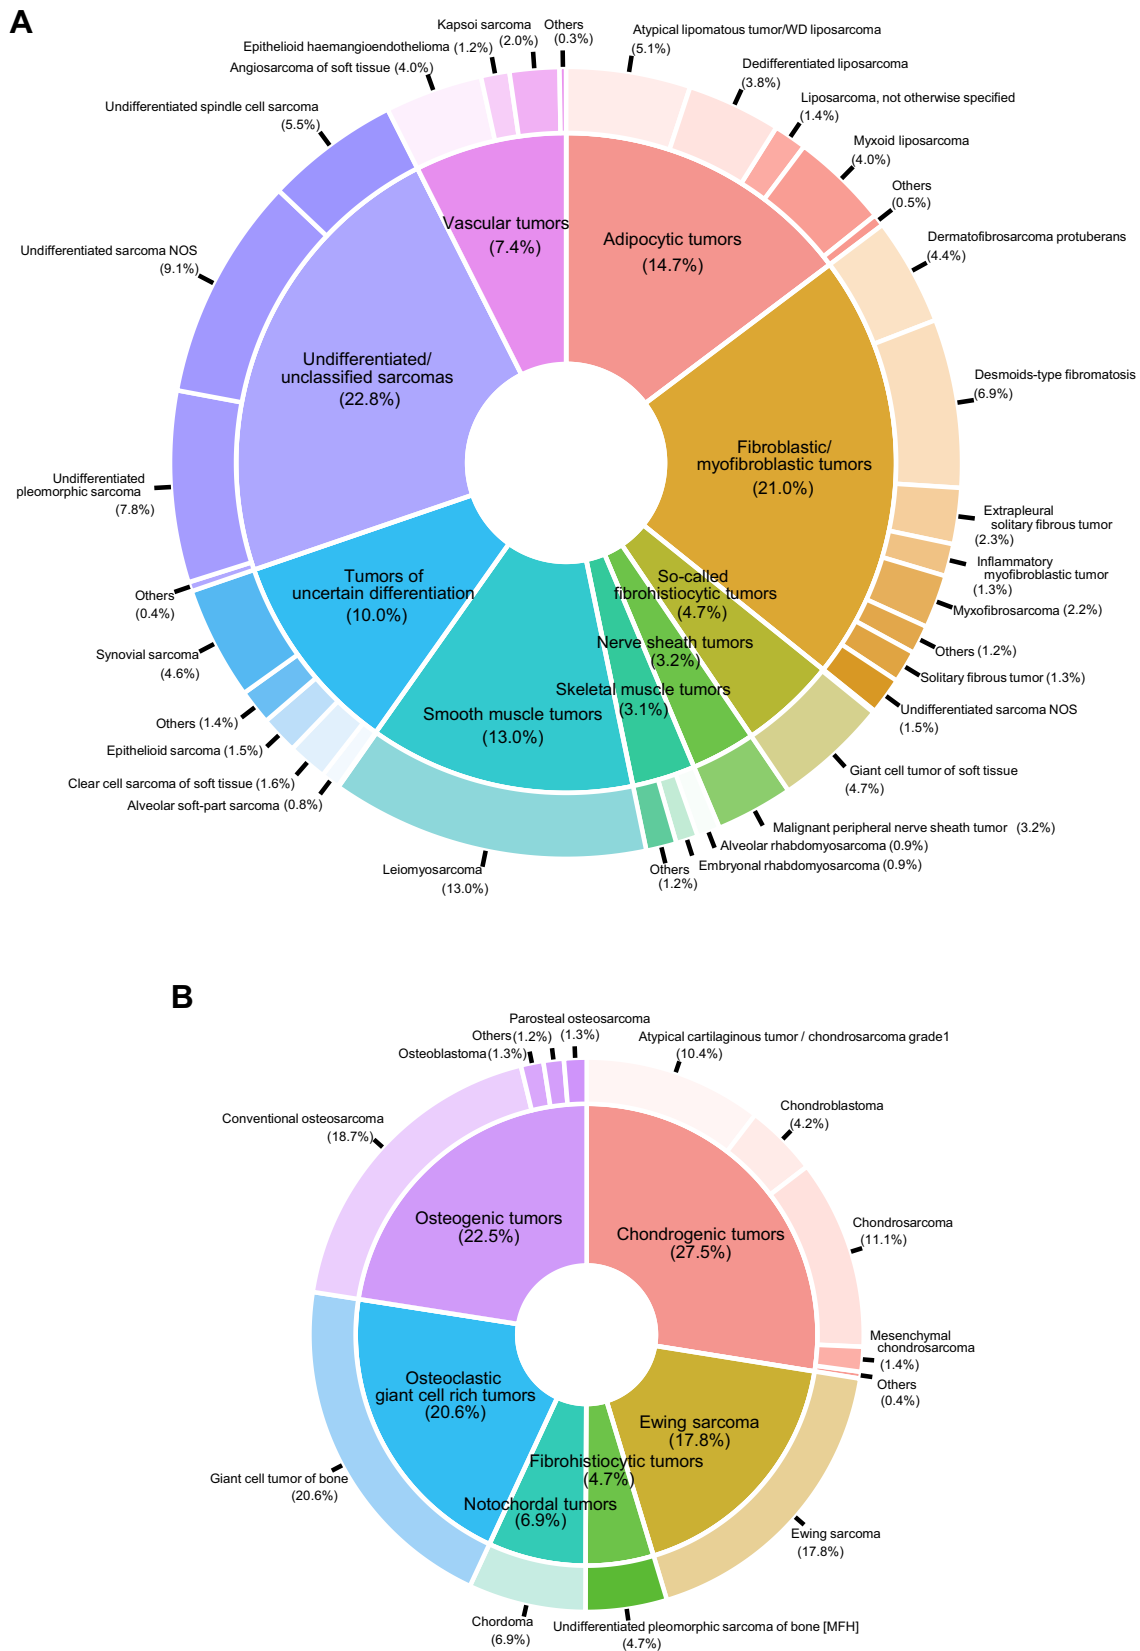 A
Kapsoi sarcoma
(2.0%)
Others
(0.3%)
Epithelioid haemangioendothelioma (1.2%)
Angiosarcoma of soft tissue (4.0%)
Undifferentiated spindle cell sarcoma
(5.5%)
Undifferentiated sarcoma NOS
(9.1%)
Undifferentiated
pleomorphic sarcoma
(7.8%)
Others
(0.4%)
Synovial sarcoma
(4.6%)
Others (1.4%)
Epithelioid sarcoma (1.5%)
Clear cell sarcoma of soft tissue (1.6%)
Alveolar soft-part sarcoma (0.8%)
Leiomyosarcoma
(13.0%)
Others
(1.2%)
Embryonal rhabdomyosarcoma (0.9%)
Alveolar rhabdomyosarcoma (0.9%)
Malignant peripheral nerve sheath tumor (3.2%)
Giant cell tumor of soft tissue
(4.7%)
Undifferentiated sarcoma NOS
(1.5%)
Solitary fibrous tumor (1.3%)
Others (1.2%)
Myxofibrosarcoma (2.2%)
Inflammatory
myofibroblastic tumor
(1.3%)
Extrapleural
solitary fibrous tumor
(2.3%)
Desmoids-type fibromatosis
(6.9%)
Dermatofibrosarcoma protuberans
(4.4%)
Others
(0.5%)
Myxoid liposarcoma
(4.0%)
Liposarcoma, not otherwise specified
(1.4%)
Dedifferentiated liposarcoma
(3.8%)
Atypical lipomatous tumor/WD liposarcoma
(5.1%)
Vascular tumors
(7.4%)
Adipocytic tumors
(14.7%)
Undifferentiated/
unclassified sarcomas
(22.8%)
Fibroblastic/
myofibroblastic tumors
(21.0%)
Tumors of
uncertain differentiation
(10.0%)
So-called
fibrohistiocytic tumors
(4.7%)
Nerve sheath tumors
(3.2%)
Skeletal muscle tumors
(3.1%)
Smooth muscle tumors
(13.0%)
B
Parosteal osteosarcoma
(1.3%)
Others (1.2%)
Osteoblastoma (1.3%)
Conventional osteosarcoma
(18.7%)
Giant cell tumor of bone
(20.6%)
Chordoma
(6.9%)
Undifferentiated pleomorphic sarcoma of bone [MFH]
(4.7%)
Ewing sarcoma
(17.8%)
Others
(0.4%)
Mesenchymal
chondrosarcoma
(1.4%)
Chondrosarcoma
(11.1%)
Chondroblastoma
(4.2%)
Atypical cartilaginous tumor / chondrosarcoma grade1
(10.4%)
Osteogenic tumors
(22.5%)
Chondrogenic tumors
(27.5%)
Osteoclastic
giant cell rich tumors
(20.6%)
Ewing sarcoma
(17.8%)
Fibrohistiocytic tumors
(4.7%)
Notochordal tumors
(6.9%)